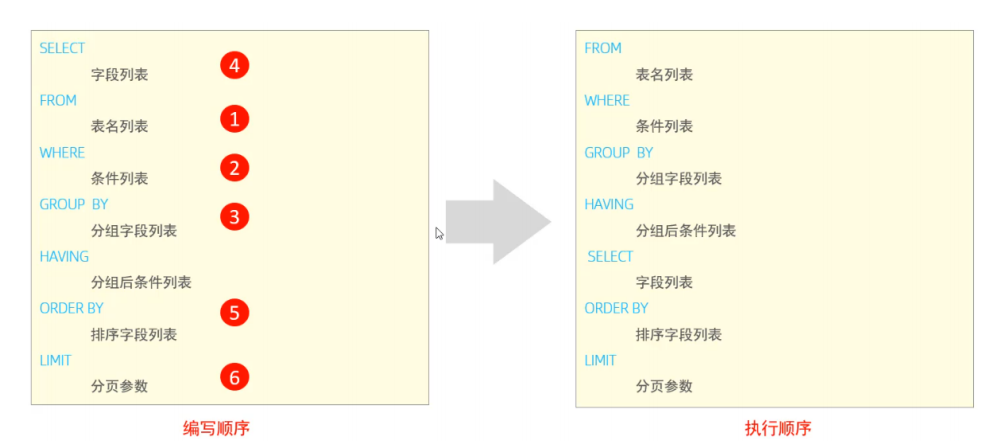 SELECT
字段列表
4
FROM
表名列表
1
WHERE
条件列表
2
GROUP BY
分组字段列表
3
HAVING
分组后条件列表
ORDER BY
排序字段列表
5
LIMIT
分页参数
6
编写顺序
FROM
表名列表
WHERE
条件列表
GROUP BY
分组字段列表
HAVING
分组后条件列表
SELECT
字段列表
ORDER BY
排序字段列表
LIMIT
分页参数
执行顺序